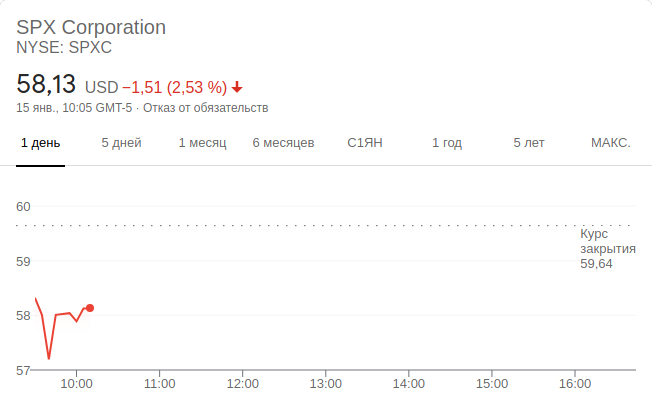 SPX Corporation
NYSE: SPXC
58,13 USD −1,51 (2,53 %)
15 янв., 10:05 GMT-5 · Отказ от обязательств
1 день 5 дней 1 месяц 6 месяцев С1ЯН 1 год 5 лет МАКС.
60
Курс
закрытия
59,64
59
58
57
10:00 11:00 12:00 13:00 14:00 15:00 16:00